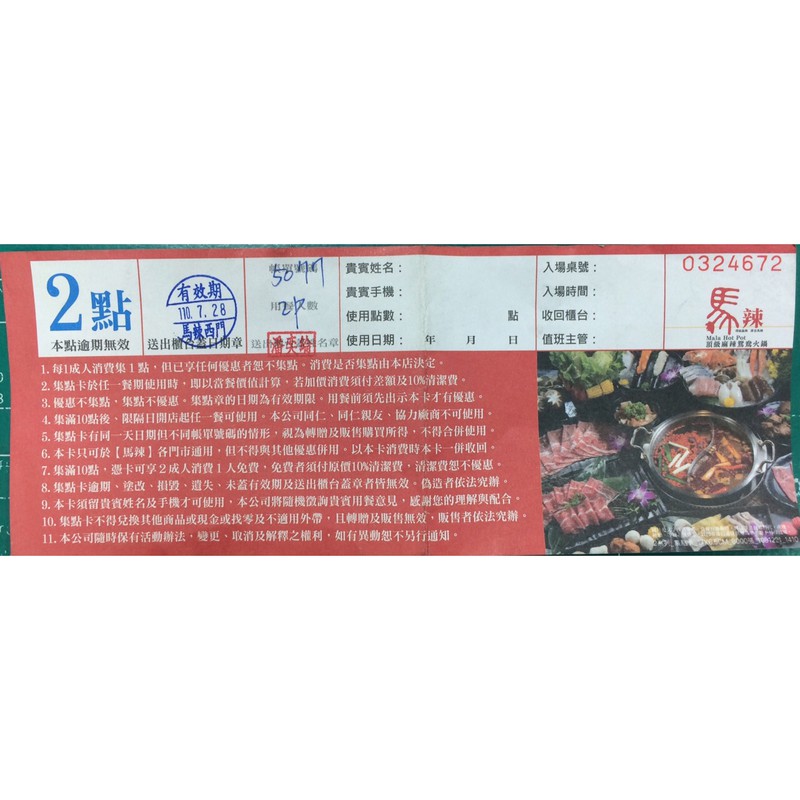 2點
本點逾期無效
有效期
110.7.28
馬辣西門
送出櫃台蓋日期章
帳單號碼
5077
用餐人數
2P
貴賓姓名：
貴賓手機：
使用點數： 點
使用日期： 年 月 日
入場桌號：
入場時間：
收回櫃台：
值班主管：
0324672
馬辣
Mala Hot Pot
頂級麻辣鴛鴦火鍋
1. 每1成人消費集1點，但已享任何優惠者恕不集點。消費是否集點由本店決定。
2. 集點卡於任一餐期使用時，即以當餐價值計算，若加價消費須付差額及10%清潔費。
3. 優惠不集點，集點不優惠。集點章的日期為有效期限，用餐前須先出示本卡才有優惠。
4. 集滿10點後、限隔日開店起任一餐可使用。本公司同仁、同仁親友、協力廠商不可使用。
5. 集點卡有同一天日期但不同帳單號碼的情形，視為轉贈及販售購買所得，不得合併使用。
6. 本卡只可於【馬辣】各門市通用，但不得與其他優惠併用。以本卡消費時本卡一併收回。
7. 集滿10點，憑卡可享2成人消費1人免費，免費者須付原價10%清潔費，清潔費恕不優惠。
8. 集點卡逾期、塗改、損毀、遺失、未蓋有效期及送出櫃台蓋章者皆無效。偽造者依法究辦。
9. 本卡須留貴賓姓名及手機才可使用，本公司將隨機徵詢貴賓用餐意見，感謝您的理解與配合。
10. 集點卡不得兌換其他商品或現金或找零及不適用外帶，且轉贈及販售無效，販售者依法究辦。
11. 本公司隨時保有活動辦法，變更、取消及解釋之權利，如有異動恕不另行通知。